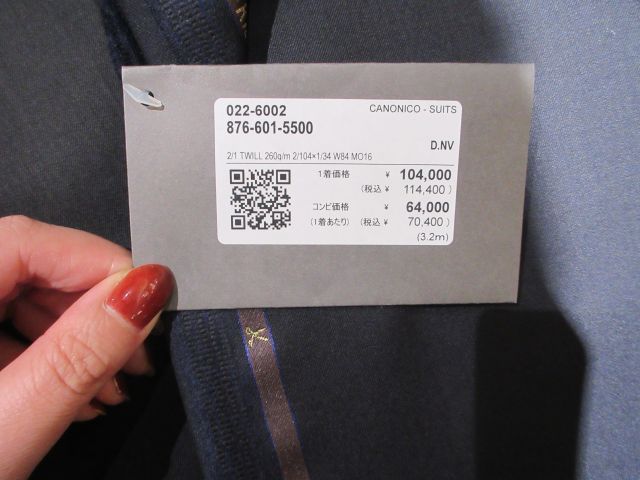 022-6002 CANONICO - SUITS
876-601-5500
D.NV
2/1 TWILL 260g/m 2/104×1/34 W84 MO16
1着価格 ¥ 104,000
(税込 ¥ 114,400 )
コンビ価格 ¥ 64,000
(1着あたり) (税込 ¥ 70,400 )
(3.2m)